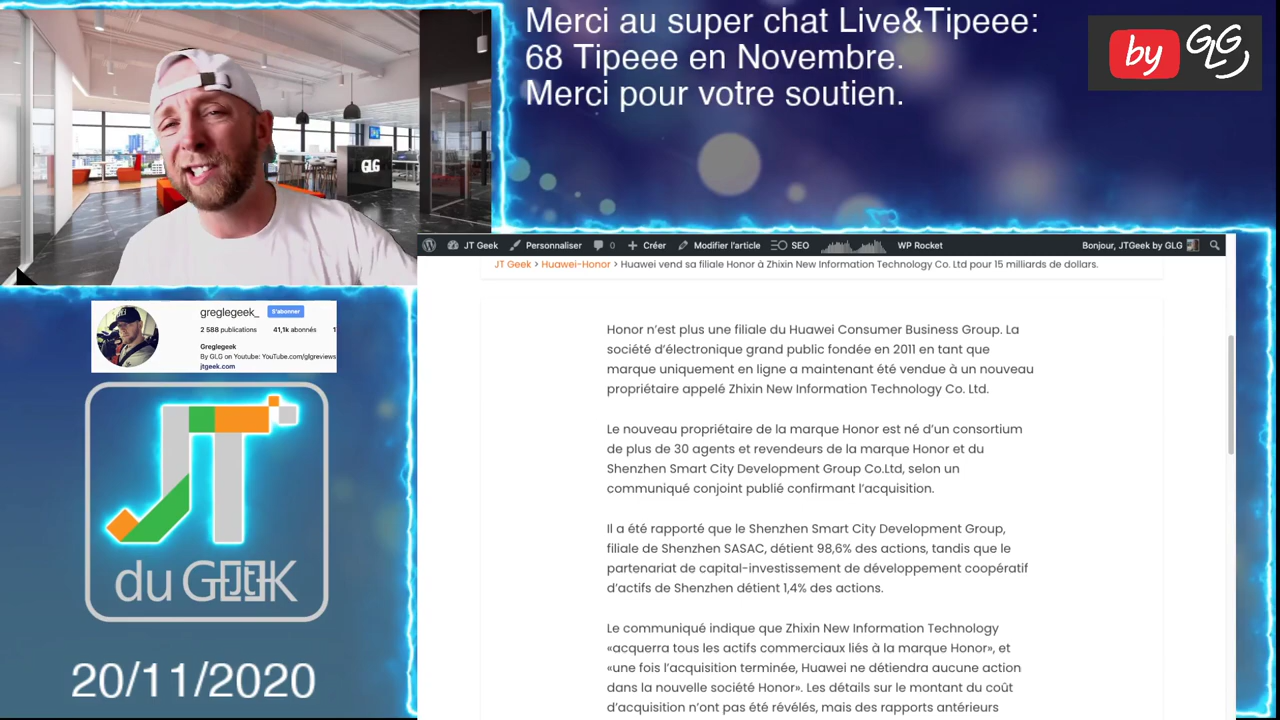 Merci au super chat Live&Tipeee:
68 Tipeee en Novembre.
Merci pour votre soutien.
by GLG
GLG
JT Geek Personnaliser 0 Créer Modifier l'article SEO WP Rocket Bonjour, JTGeek by GLG
JT Geek > Huawei-Honor > Huawei vend sa filiale Honor à Zhixin New Information Technology Co. Ltd pour 15 milliards de dollars.
greglegeek_ S'abonner
2 588 publications 41,1k abonnés 1
Greglegeek
By GLG on Youtube: YouTube.com/glgreviews
jtgeek.com
JT
du GEEK
20/11/2020
Honor n'est plus une filiale du Huawei Consumer Business Group. La
société d'électronique grand public fondée en 2011 en tant que
marque uniquement en ligne a maintenant été vendue à un nouveau
propriétaire appelé Zhixin New Information Technology Co. Ltd.
Le nouveau propriétaire de la marque Honor est né d'un consortium
de plus de 30 agents et revendeurs de la marque Honor et du
Shenzhen Smart City Development Group Co.Ltd, selon un
communiqué conjoint publié confirmant l'acquisition.
Il a été rapporté que le Shenzhen Smart City Development Group,
filiale de Shenzhen SASAC, détient 98,6% des actions, tandis que le
partenariat de capital-investissement de développement coopératif
d'actifs de Shenzhen détient 1,4% des actions.
Le communiqué indique que Zhixin New Information Technology
«acquerra tous les actifs commerciaux liés à la marque Honor», et
«une fois l'acquisition terminée, Huawei ne détiendra aucune action
dans la nouvelle société Honor». Les détails sur le montant du coût
d'acquisition n'ont pas été révélés, mais des rapports antérieurs